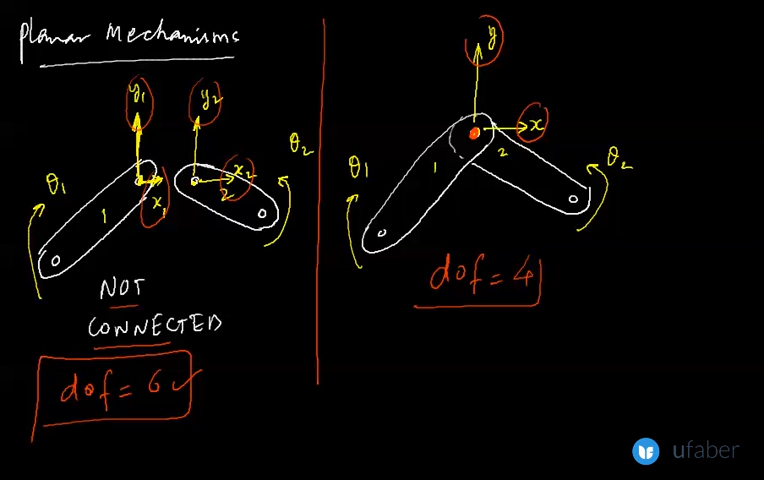 Planar Mechanisms
y1
y2
θ1
x1
x2
θ2
1
2
NOT
CONNECTED
dof = 6 ✓
y
x
θ1
θ2
1
2
dof = 4
ufaber